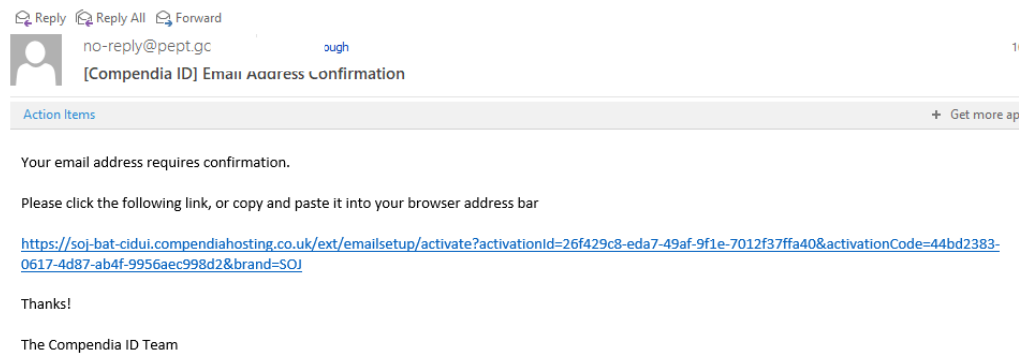 Reply Reply All Forward
no-reply@pept.gc
[Compendia ID] Email Address Confirmation
Action Items + Get more ap
Your email address requires confirmation.
Please click the following link, or copy and paste it into your browser address bar
https://soj-bat-cidui.compendiahosting.co.uk/ext/emailsetup/activate?activationId=26f429c8-eda7-49af-9f1e-7012f37ffa40&activationCode=44bd2383-
0617-4d87-ab4f-9956aec998d2&brand=SOJ
Thanks!
The Compendia ID Team